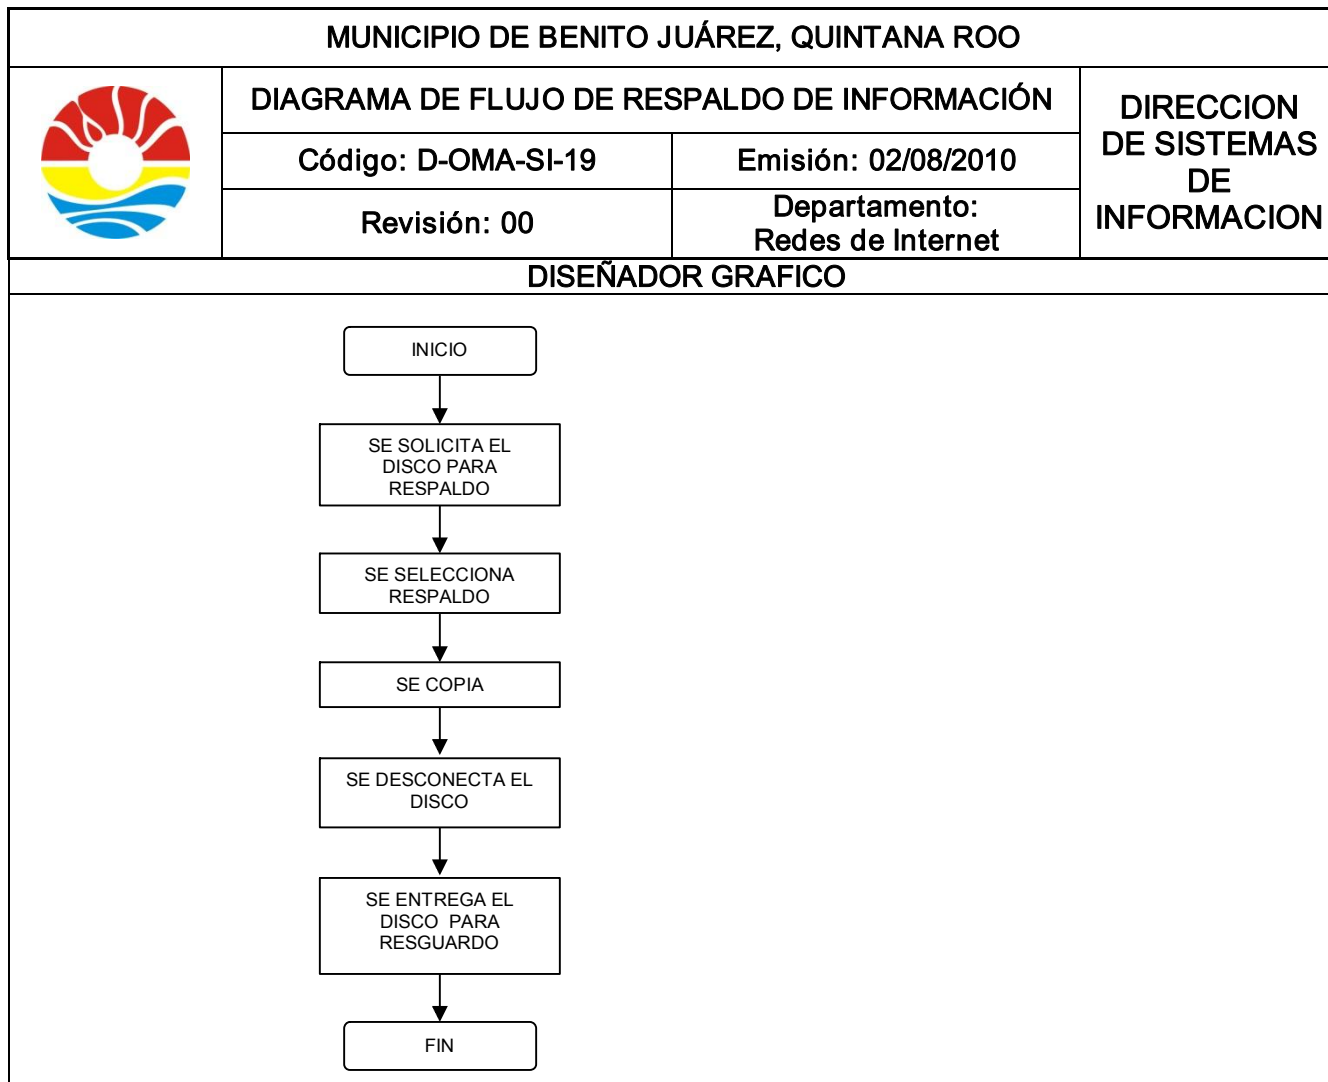 MUNICIPIO DE BENITO JUÁREZ, QUINTANA ROO
DIAGRAMA DE FLUJO DE RESPALDO DE INFORMACIÓN
Código: D-OMA-SI-19
Emisión: 02/08/2010
Revisión: 00
Departamento:
Redes de Internet
DIRECCION
DE SISTEMAS
DE
INFORMACION
DISEÑADOR GRAFICO
INICIO
SE SOLICITA EL
DISCO PARA
RESPALDO
SE SELECCIONA
RESPALDO
SE COPIA
SE DESCONECTA EL
DISCO
SE ENTREGA EL
DISCO PARA
RESGUARDO
FIN